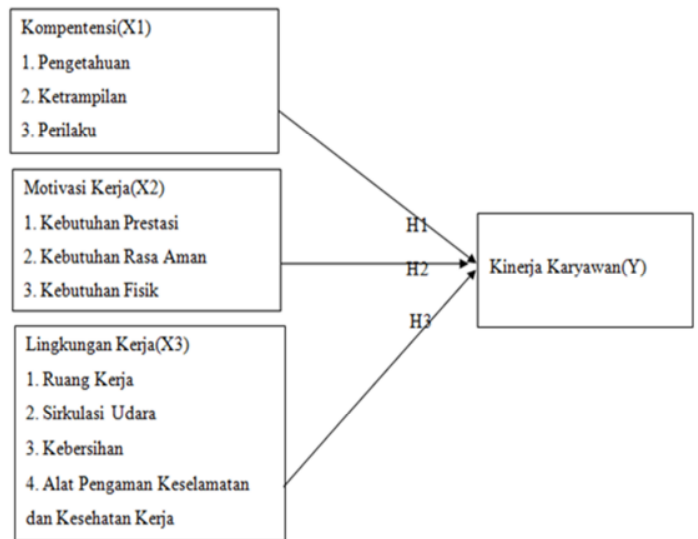 Kompentensi(X1)
1. Pengetahuan
2. Ketrampilan
3. Perilaku
Motivasi Kerja(X2)
1. Kebutuhan Prestasi
2. Kebutuhan Rasa Aman
3. Kebutuhan Fisik
Lingkungan Kerja(X3)
1. Ruang Kerja
2. Sirkulasi Udara
3. Kebersihan
4. Alat Pengaman Keselamatan
dan Kesehatan Kerja
H1
H2
H3
Kinerja Karyawan(Y)